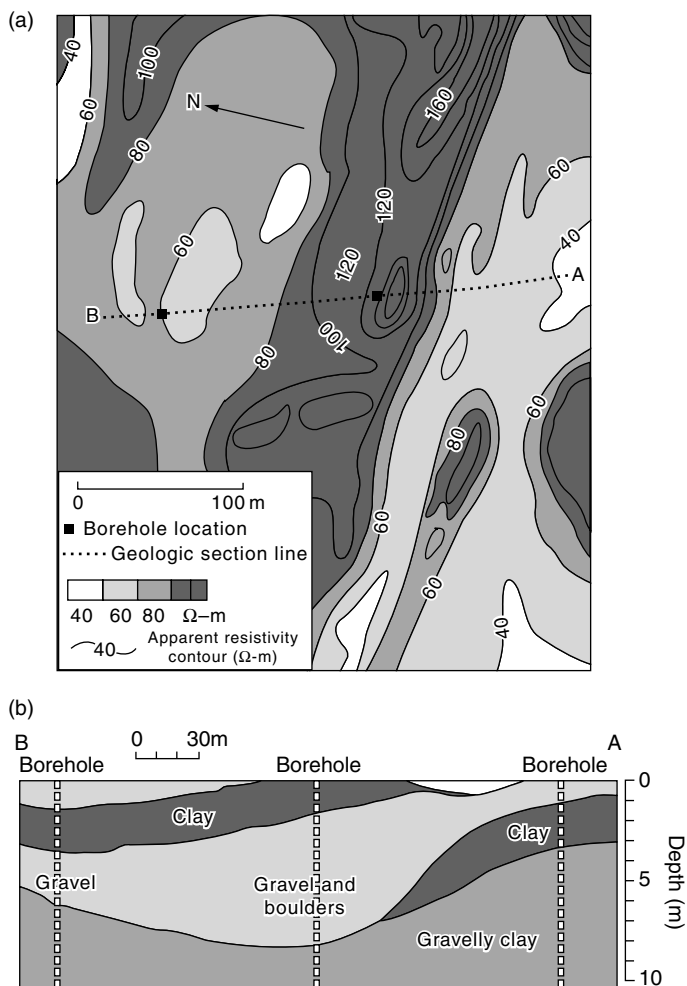 (a)
40
60
100
80
N
160
60
120
60
40
120
A
B
100
80
60
80
60
60
40
0 100 m
Borehole location
Geologic section line
40 60 80 Ω–m
40 Apparent resistivity
contour (Ω-m)
(b)
B 0 30m A
Borehole Borehole Borehole
0
Clay
Clay
Gravel
Gravel and
boulders
5
Gravelly clay
10
Depth (m)